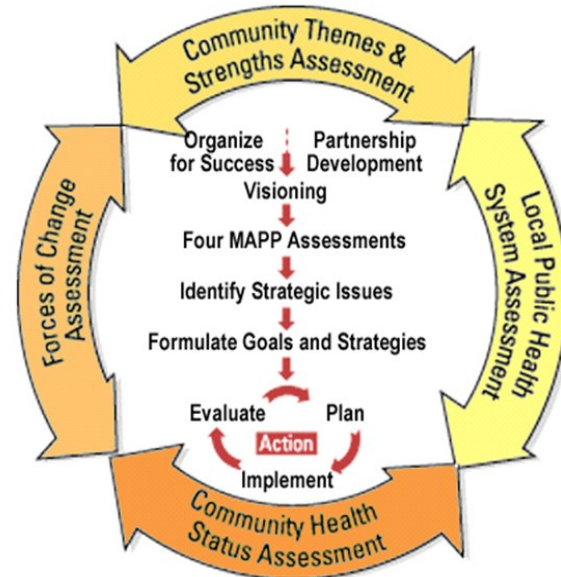 Community Themes &
Strengths Assessment
Organize
for Success
Partnership
Development
Visioning
Four MAPP Assessments
Identify Strategic Issues
Formulate Goals and Strategies
Evaluate
Plan
Action
Implement
Forces of Change
Assessment
Local Public Health
System Assessment
Community Health
Status Assessment